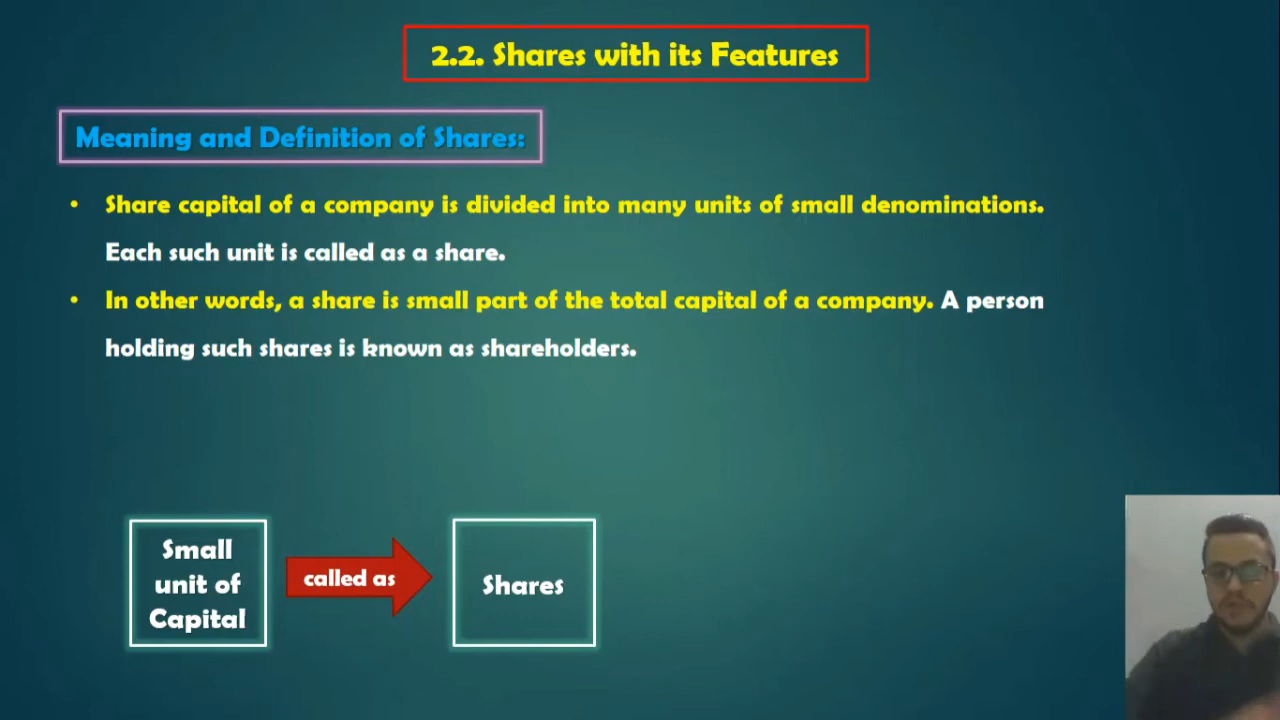 2.2. Shares with its Features
Meaning and Definition of Shares:
• Share capital of a company is divided into many units of small denominations.
Each such unit is called as a share.
• In other words, a share is small part of the total capital of a company. A person
holding such shares is known as shareholders.
Small
unit of
Capital
called as
Shares